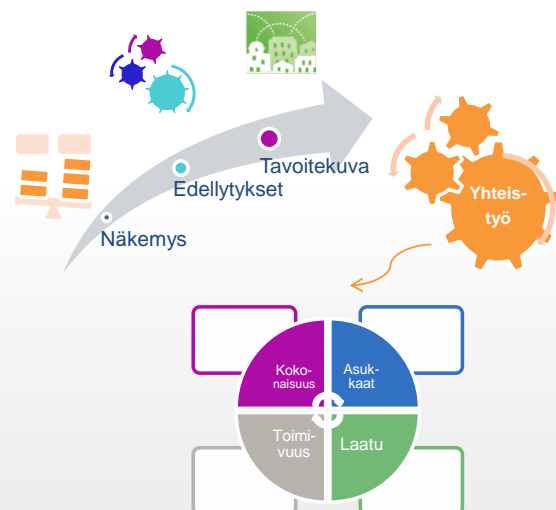 Tavoitekuva
Edellytykset
Näkemys
Yhteis-
työ
Koko-
naisuus
Asuk-
kaat
Toimi-
vuus
Laatu